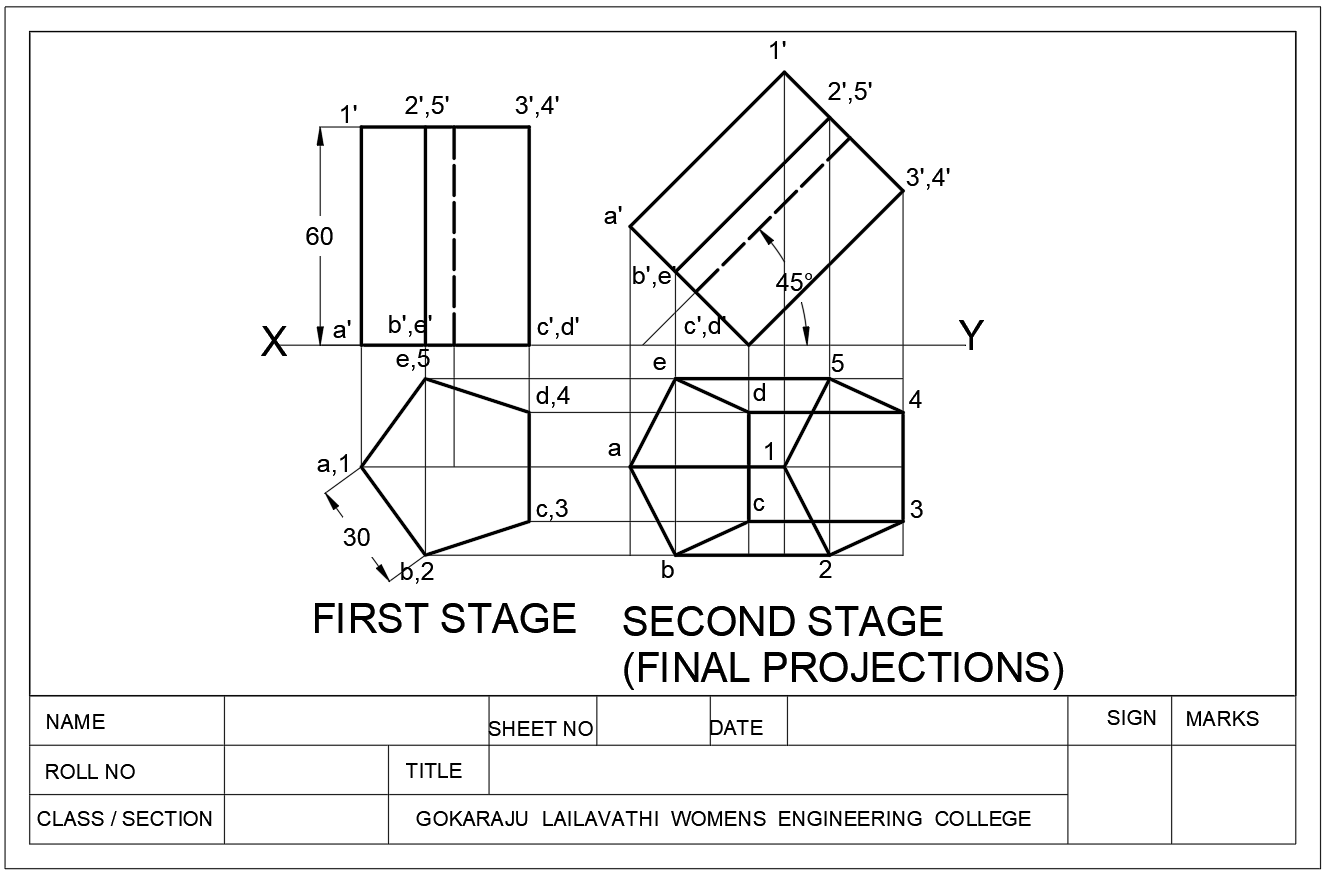 1'
2',5'
3',4'
60
X
a'
b',e'
c',d'
e,5
d,4
a,1
c,3
30
b,2
FIRST STAGE
1'
2',5'
3',4'
a'
b',e'
45°
c',d'
Y
e
5
d
4
a
1
c
3
b
2
SECOND STAGE
(FINAL PROJECTIONS)
NAME
SHEET NO
DATE
SIGN
MARKS
ROLL NO
TITLE
CLASS / SECTION
GOKARAJU LAILAVATHI WOMENS ENGINEERING COLLEGE